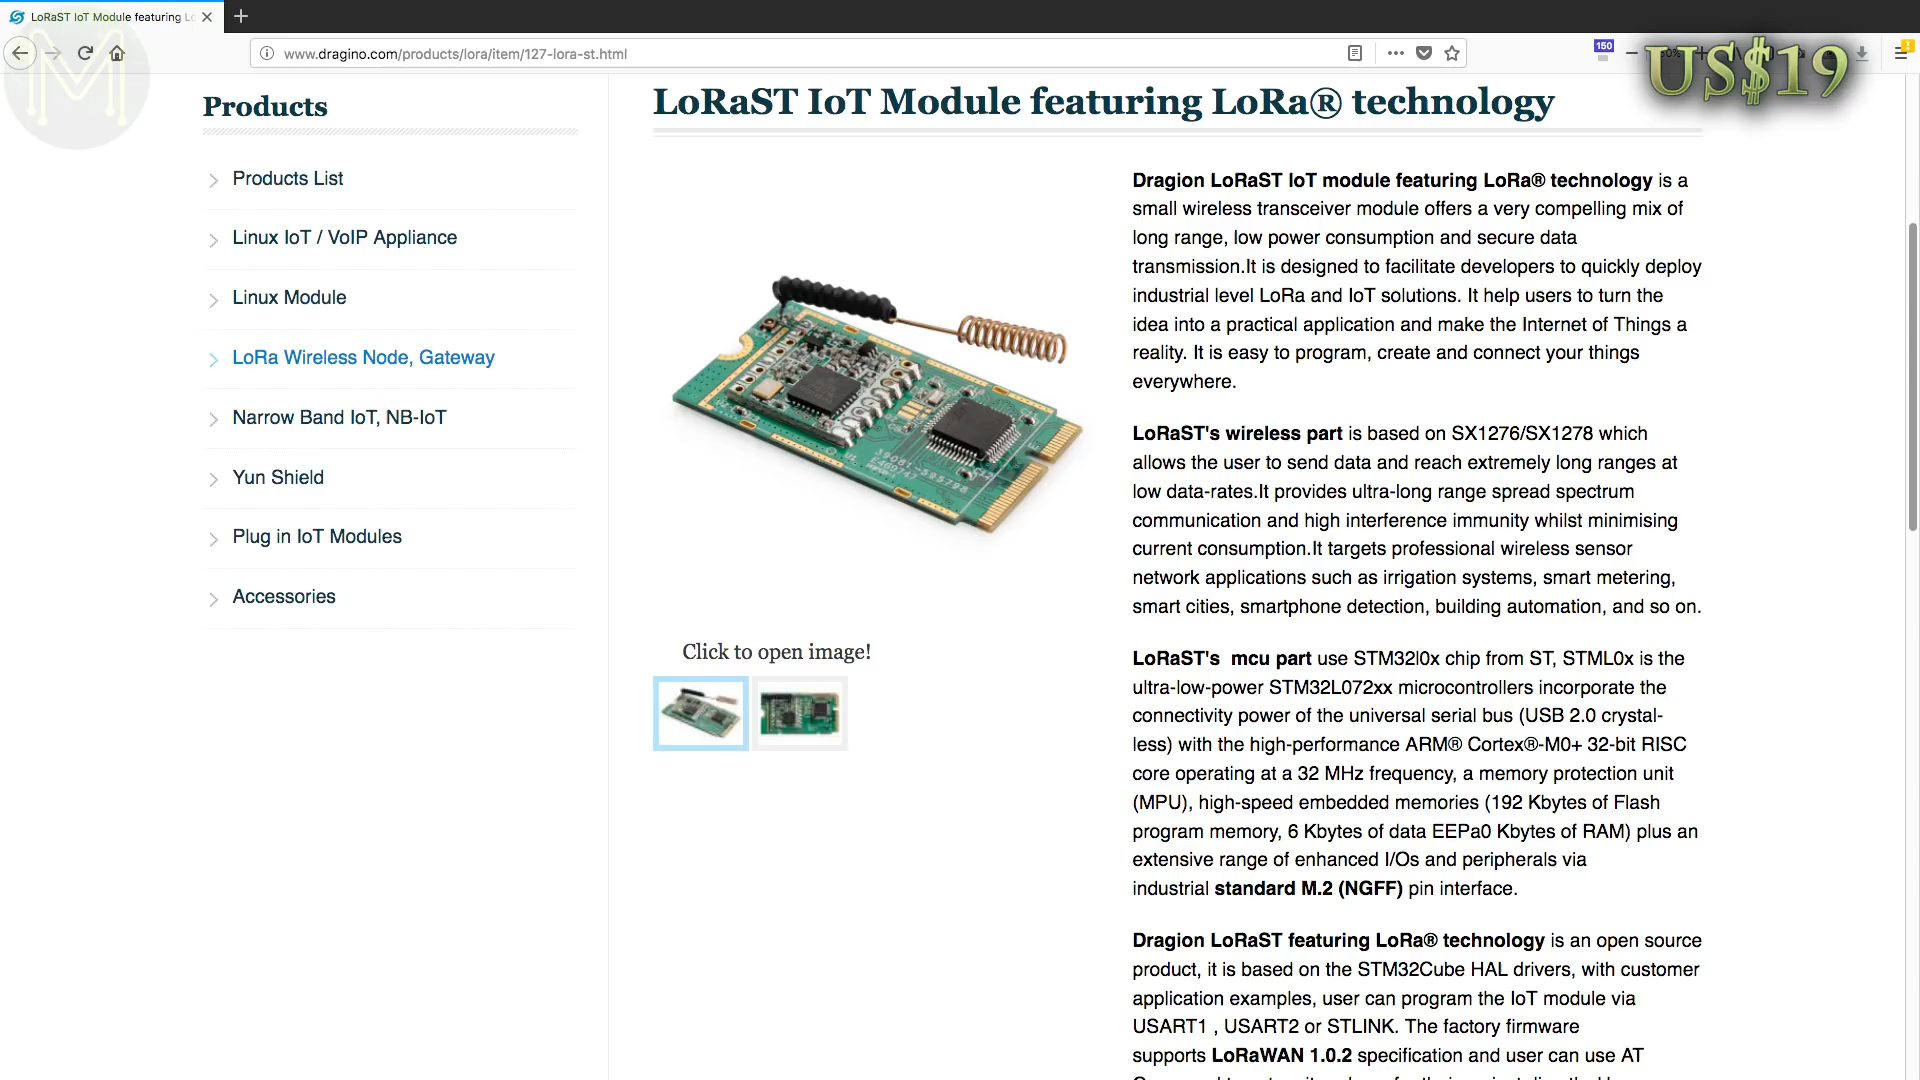 LoRaST IoT Module featuring Lo
www.dragino.com/products/lora/item/127-lora-st.html
150
US$19
Products
Products List
Linux IoT / VoIP Appliance
Linux Module
LoRa Wireless Node, Gateway
Narrow Band IoT, NB-IoT
Yun Shield
Plug in IoT Modules
Accessories
LoRaST IoT Module featuring LoRa® technology
Click to open image!
Dragion LoRaST IoT module featuring LoRa® technology is a
small wireless transceiver module offers a very compelling mix of
long range, low power consumption and secure data
transmission.It is designed to facilitate developers to quickly deploy
industrial level LoRa and IoT solutions. It help users to turn the
idea into a practical application and make the Internet of Things a
reality. It is easy to program, create and connect your things
everywhere.
LoRaST's wireless part is based on SX1276/SX1278 which
allows the user to send data and reach extremely long ranges at
low data-rates.It provides ultra-long range spread spectrum
communication and high interference immunity whilst minimising
current consumption.It targets professional wireless sensor
network applications such as irrigation systems, smart metering,
smart cities, smartphone detection, building automation, and so on.
LoRaST's  mcu part use STM32l0x chip from ST, STML0x is the
ultra-low-power STM32L072xx microcontrollers incorporate the
connectivity power of the universal serial bus (USB 2.0 crystal-
less) with the high-performance ARM® Cortex®-M0+ 32-bit RISC
core operating at a 32 MHz frequency, a memory protection unit
(MPU), high-speed embedded memories (192 Kbytes of Flash
program memory, 6 Kbytes of data EEPa0 Kbytes of RAM) plus an
extensive range of enhanced I/Os and peripherals via
industrial standard M.2 (NGFF) pin interface.
Dragion LoRaST featuring LoRa® technology is an open source
product, it is based on the STM32Cube HAL drivers, with customer
application examples, user can program the IoT module via
USART1 , USART2 or STLINK. The factory firmware
supports LoRaWAN 1.0.2 specification and user can use AT